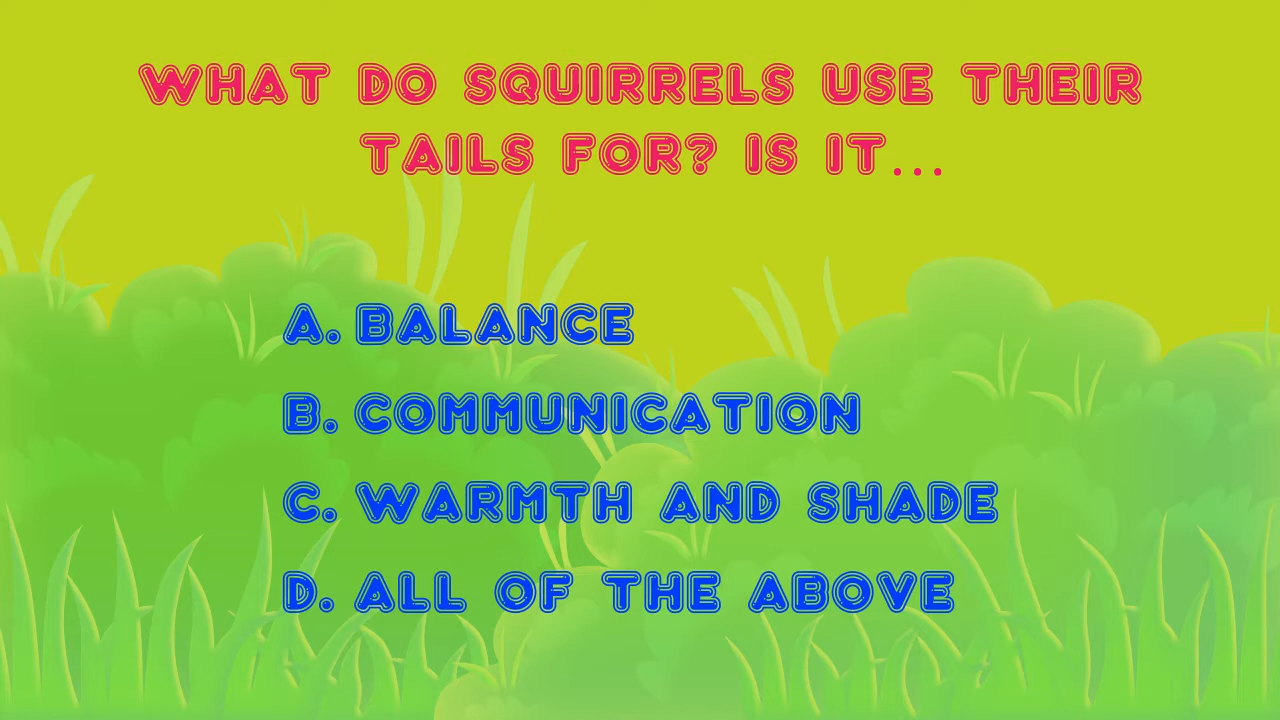 WHAT DO SQUIRRELS USE THEIR
TAILS FOR? IS IT...
A. BALANCE
B. COMMUNICATION
C. WARMTH AND SHADE
D. ALL OF THE ABOVE